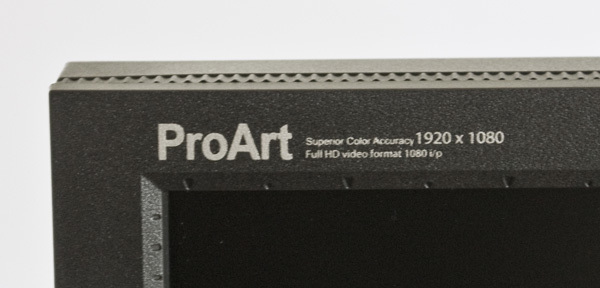 ProArt
Superior Color Accuracy 1920 x 1080
Full HD video format 1080 i/p